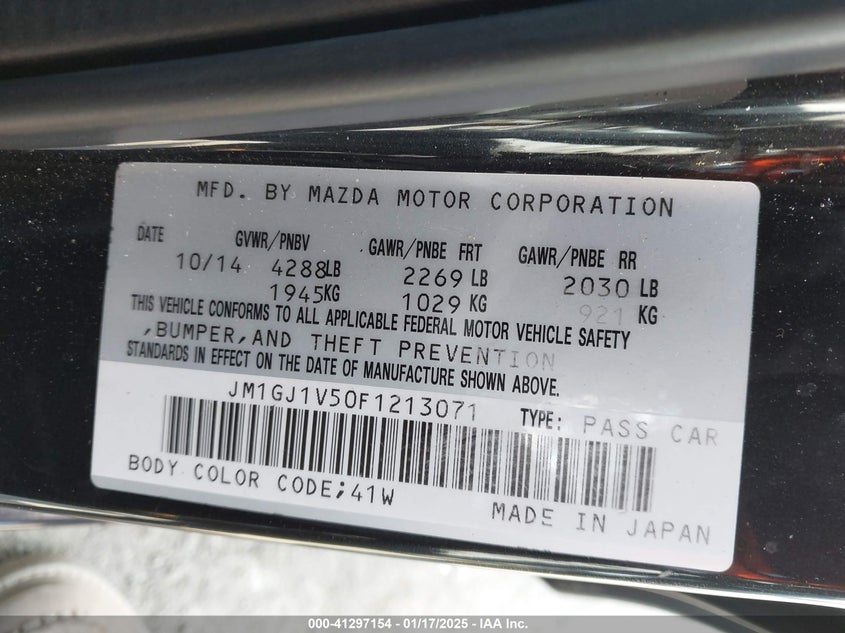 MFD. BY MAZDA MOTOR CORPORATION
DATE GVWR/PNBV GAWR/PNBE FRT GAWR/PNBE RR
10/14 4288LB 2269 LB 2030 LB
1945KG 1029 KG 921 KG
THIS VEHICLE CONFORMS TO ALL APPLICABLE FEDERAL MOTOR VEHICLE SAFETY
,BUMPER,AND THEFT PREVENTION
STANDARDS IN EFFECT ON THE DATE OF MANUFACTURE SHOWN ABOVE.
JM1GJ1V50F1213071 TYPE: PASS CAR
BODY COLOR CODE;41W
MADE IN JAPAN
000-41297154 — 01/17/2025 — IAA Inc.